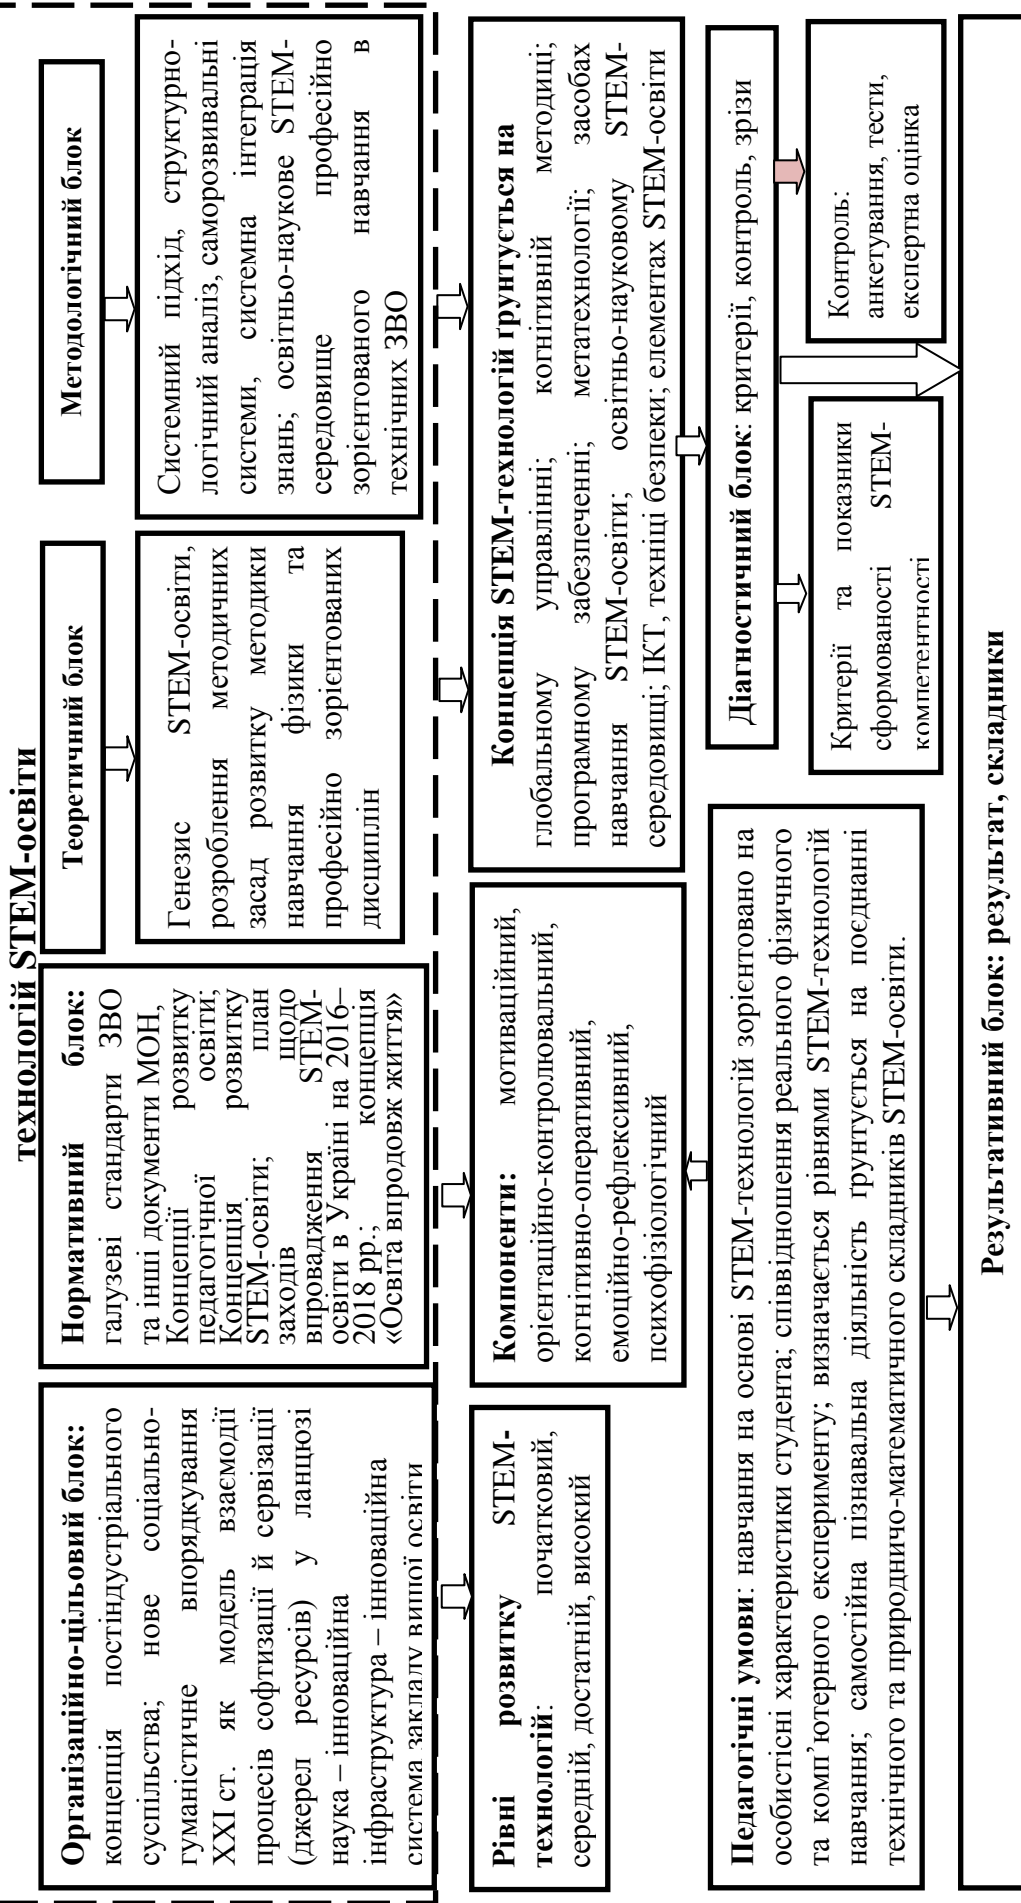 технологій STEM-освіти
Організаційно-цільовий блок:
концепція постіндустріального
суспільства; нове соціально-
гуманістичне впорядкування
XXI ст. як модель взаємодії
процесів софтизації й сервізації
(джерел ресурсів) у ланцюзі
наука – інноваційна
інфраструктура – інноваційна
система закладу вищої освіти
Нормативний блок:
галузеві стандарти ЗВО
та інші документи МОН,
Концепції розвитку
педагогічної освіти;
Концепція розвитку
STEM-освіти; план
заходів щодо
впровадження STEM-
освіти в Україні на 2016–
2018 рр.; концепція
«Освіта впродовж життя»
Теоретичний блок
Генезис STEM-освіти,
розроблення методичних
засад розвитку методики
навчання фізики та
професійно зорієнтованих
дисциплін
Методологічний блок
Системний підхід, структурно-
логічний аналіз, саморозвивальні
системи, системна інтеграція
знань; освітньо-наукове STEM-
середовище професійно
зорієнтованого навчання в
технічних ЗВО
Рівні розвитку STEM-
технологій: початковий,
середній, достатній, високий
Компоненти: мотиваційний,
орієнтаційно-контролювальний,
когнітивно-оперативний,
емоційно-рефлексивний,
психофізіологічний
Концепція STEM-технологій ґрунтується на
глобальному управлінні; когнітивній методиці;
програмному забезпеченні; метатехнології; засобах
навчання STEM-освіти; освітньо-науковому STEM-
середовищі; ІКТ, техніці безпеки; елементах STEM-освіти
Педагогічні умови: навчання на основі STEM-технологій зорієнтовано на
особистісні характеристики студента; співвідношення реального фізичного
та комп'ютерного експерименту; визначається рівнями STEM-технологій
навчання; самостійна пізнавальна діяльність ґрунтується на поєднанні
технічного та природничо-математичного складників STEM-освіти.
Діагностичний блок: критерії, контроль, зрізи
Критерії та показники
сформованості STEM-
компетентності
Контроль:
анкетування, тести,
експертна оцінка
Результативний блок: результат, складники